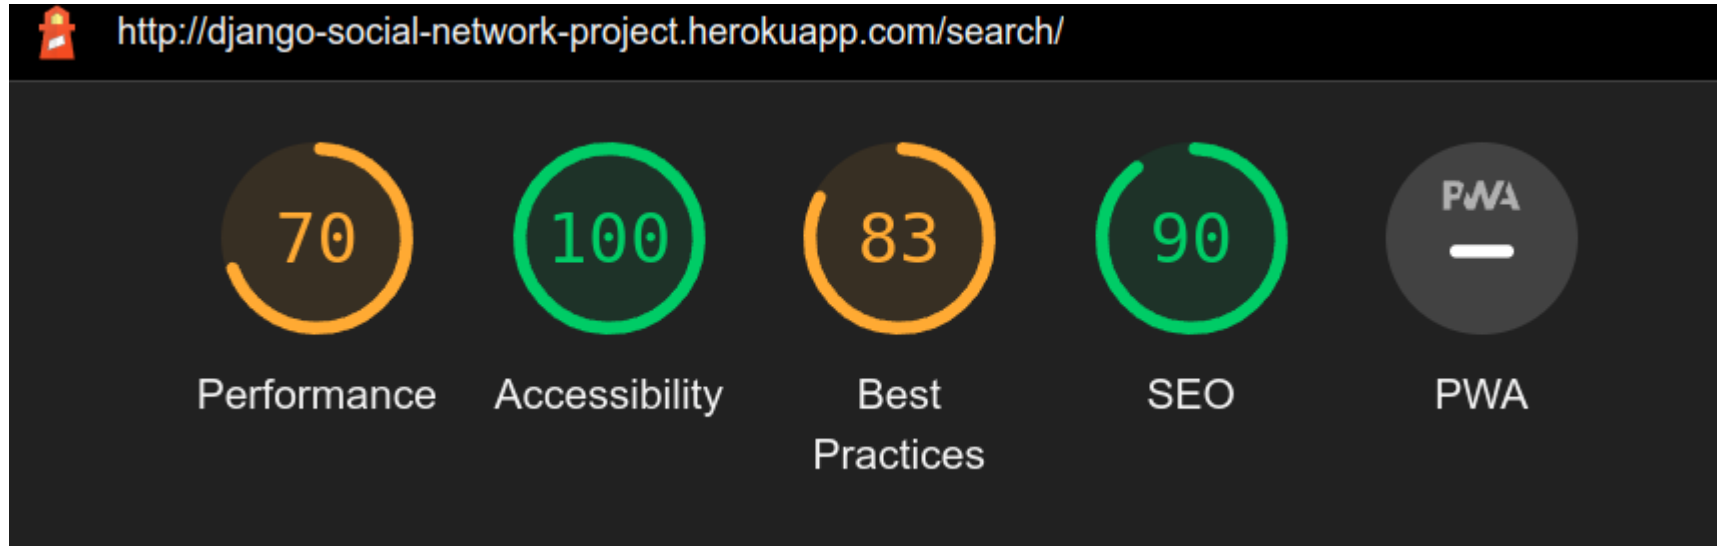 http://django-social-network-project.herokuapp.com/search/
70
100
83
90
PWA
Performance
Accessibility
Best
Practices
SEO
PWA